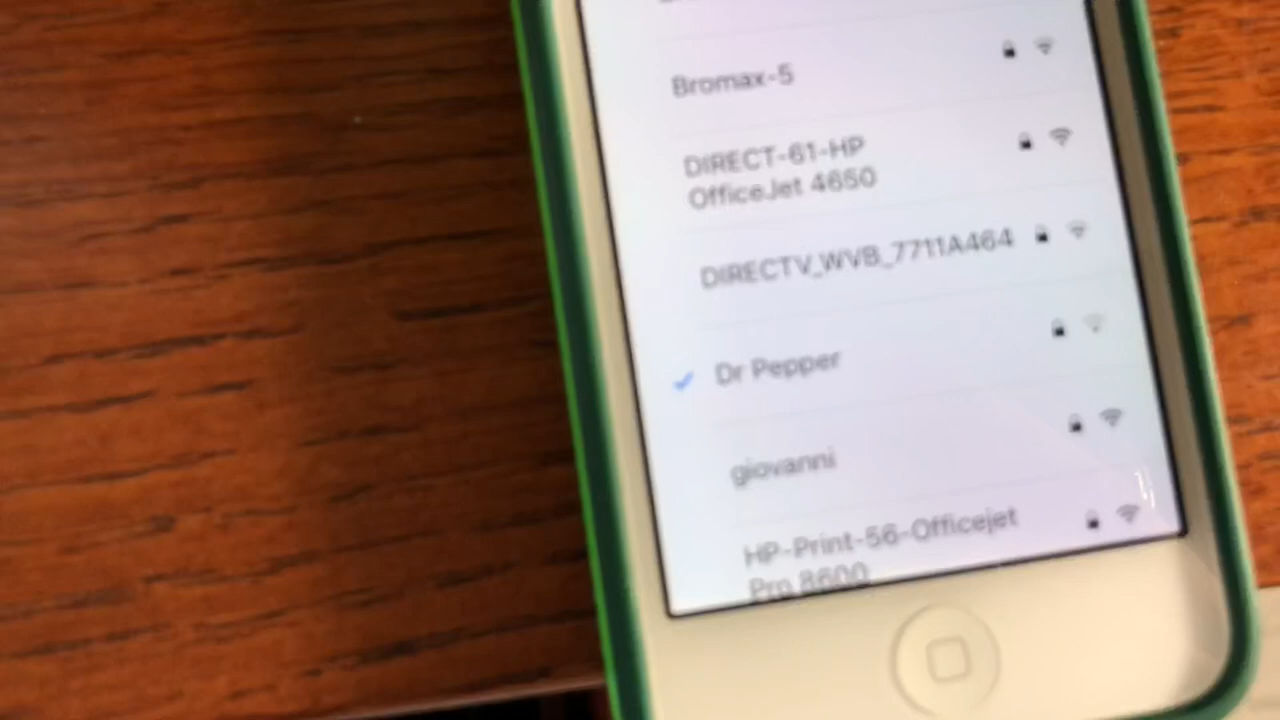 Bromax-5
DIRECT-61-HP
OfficeJet 4650
DIRECTV_WVB_7711A464
Dr Pepper
giovanni
HP-Print-56-Officejet
Pro 8600